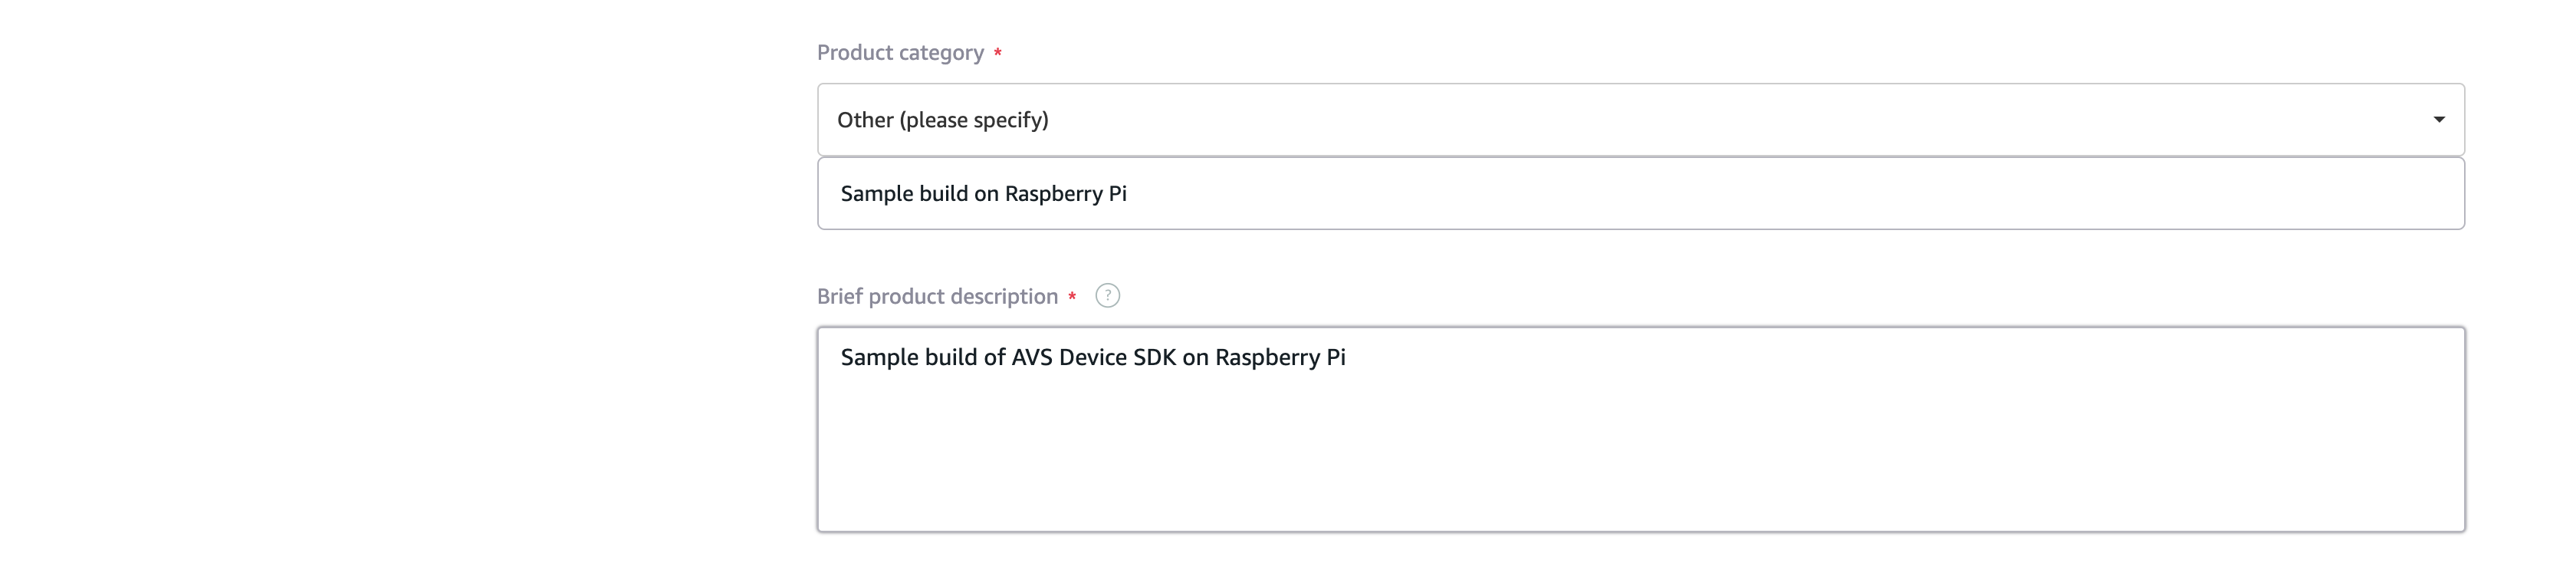 Product category *
Other (please specify)
Sample build on Raspberry Pi
Brief product description * ?
Sample build of AVS Device SDK on Raspberry Pi